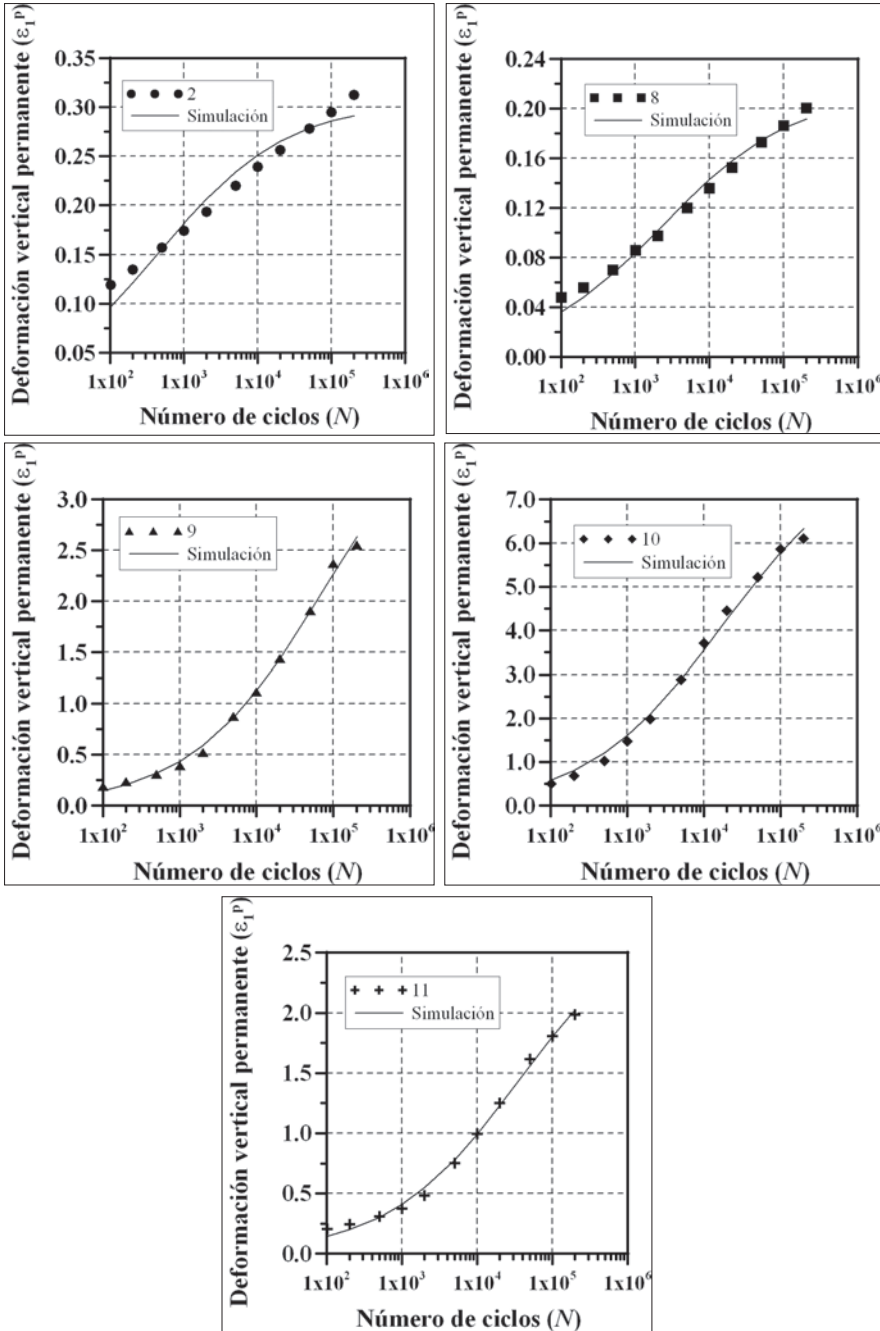 Deformación vertical permanente (ε₁ᵖ)
0.35
0.30
0.25
0.20
0.15
0.10
0.05
2
Simulación
1x10² 1x10³ 1x10⁴ 1x10⁵ 1x10⁶
Número de ciclos (N)
Deformación vertical permanente (ε₁ᵖ)
0.24
0.20
0.16
0.12
0.08
0.04
0.00
8
Simulación
1x10² 1x10³ 1x10⁴ 1x10⁵ 1x10⁶
Número de ciclos (N)
Deformación vertical permanente (ε₁ᵖ)
3.0
2.5
2.0
1.5
1.0
0.5
0.0
9
Simulación
1x10² 1x10³ 1x10⁴ 1x10⁵ 1x10⁶
Número de ciclos (N)
Deformación vertical permanente (ε₁ᵖ)
7.0
6.0
5.0
4.0
3.0
2.0
1.0
0.0
10
Simulación
1x10² 1x10³ 1x10⁴ 1x10⁵ 1x10⁶
Número de ciclos (N)
Deformación vertical permanente (ε₁ᵖ)
2.5
2.0
1.5
1.0
0.5
0.0
11
Simulación
1x10² 1x10³ 1x10⁴ 1x10⁵ 1x10⁶
Número de ciclos (N)